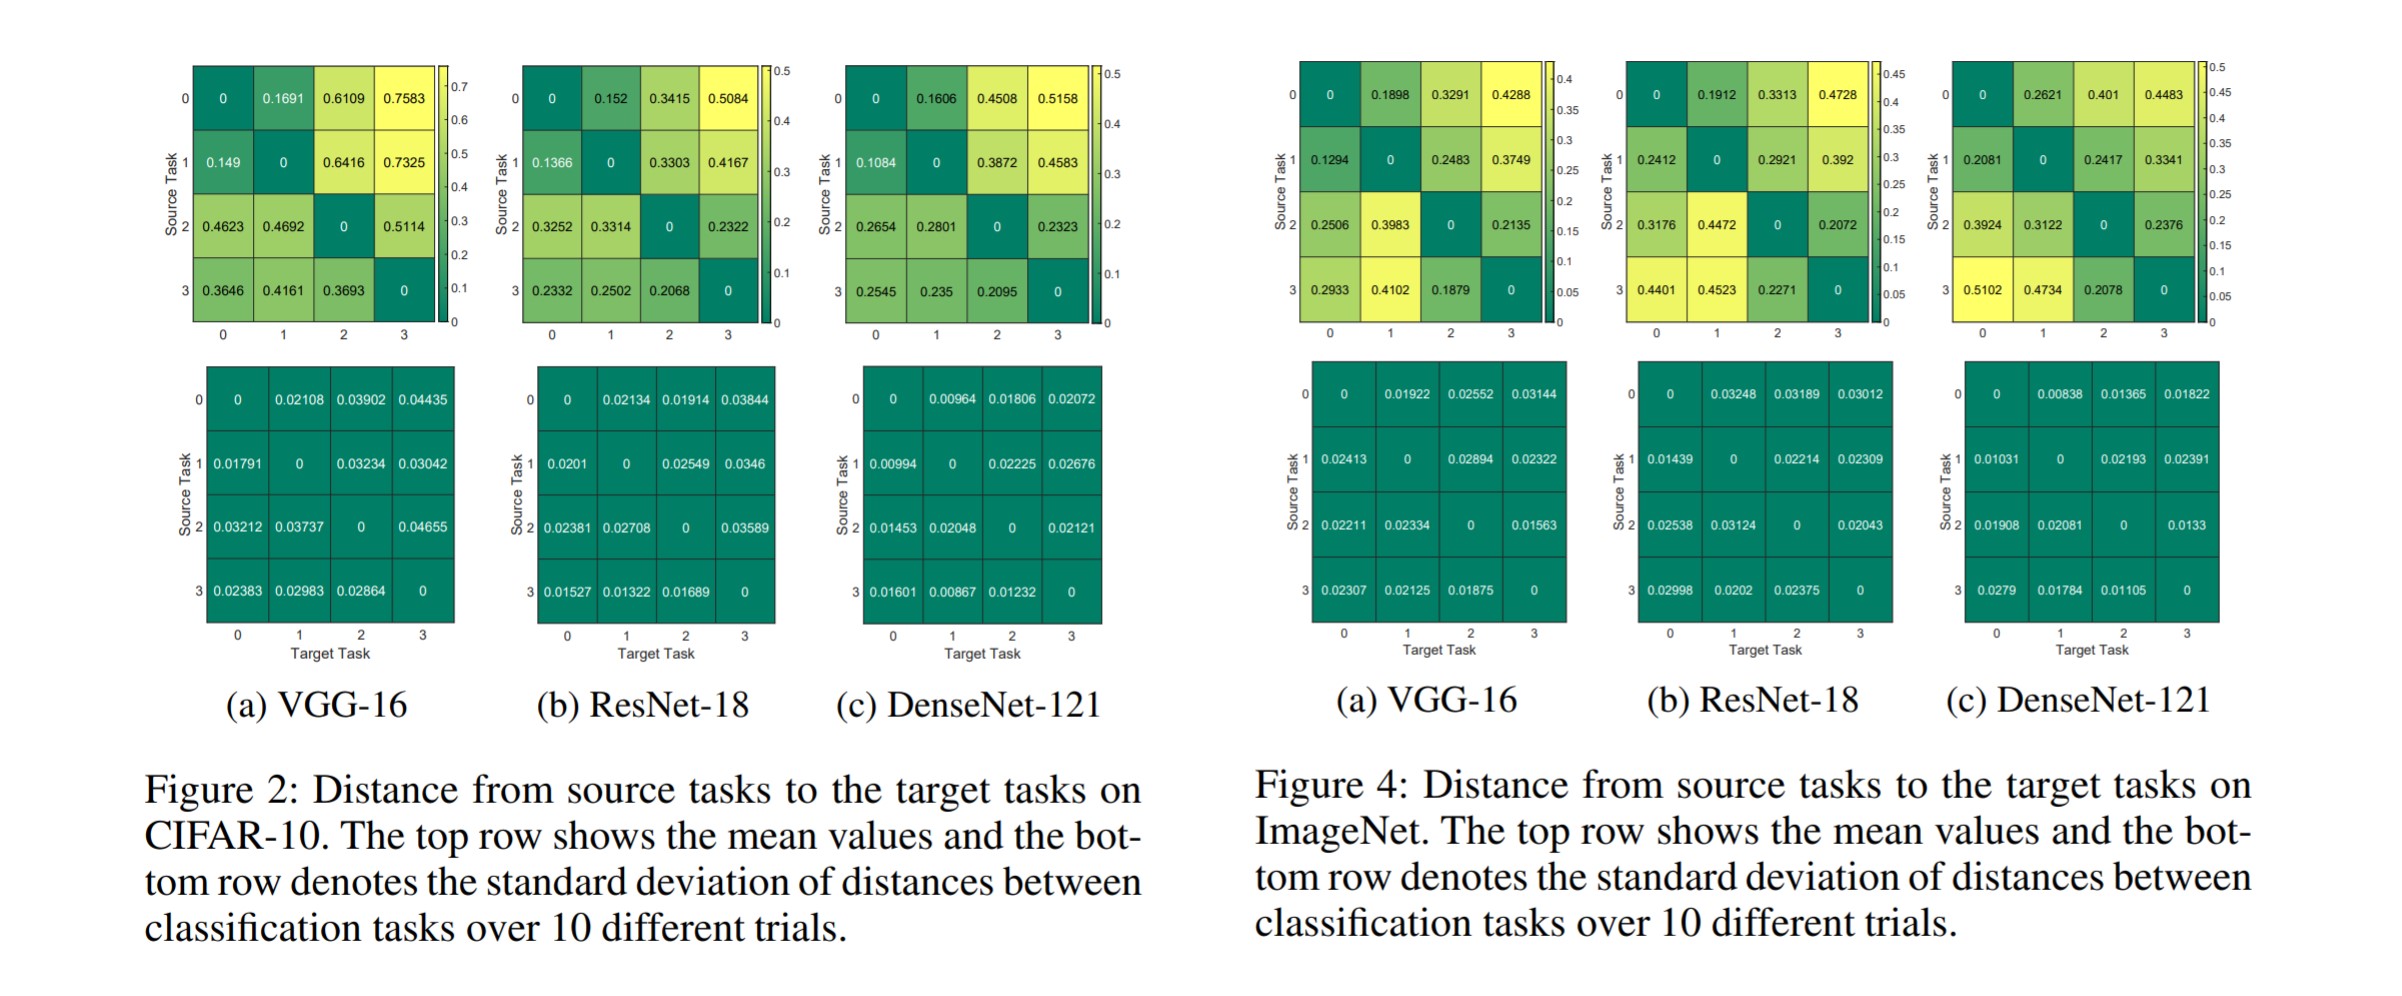 0 0 0.1691 0.6109 0.7583
Source Task
1 0.149 0 0.6416 0.7325
2 0.4623 0.4692 0 0.5114
3 0.3646 0.4161 0.3693 0
0 1 2 3
0.7
0.6
0.5
0.4
0.3
0.2
0.1
0
0 0 0.152 0.3415 0.5084
Source Task
1 0.1366 0 0.3303 0.4167
2 0.3252 0.3314 0 0.2322
3 0.2332 0.2502 0.2068 0
0 1 2 3
0.5
0.4
0.3
0.2
0.1
0
0 0 0.1606 0.4508 0.5158
Source Task
1 0.1084 0 0.3872 0.4583
2 0.2654 0.2801 0 0.2323
3 0.2545 0.235 0.2095 0
0 1 2 3
0.5
0.4
0.3
0.2
0.1
0
0 0 0.02108 0.03902 0.04435
Source Task
1 0.01791 0 0.03234 0.03042
2 0.03212 0.03737 0 0.04655
3 0.02383 0.02983 0.02864 0
0 1 2 3
Target Task
0 0 0.02134 0.01914 0.03844
Source Task
1 0.0201 0 0.02549 0.0346
2 0.02381 0.02708 0 0.03589
3 0.01527 0.01322 0.01689 0
0 1 2 3
Target Task
0 0 0.00964 0.01806 0.02072
Source Task
1 0.00994 0 0.02225 0.02676
2 0.01453 0.02048 0 0.02121
3 0.01601 0.00867 0.01232 0
0 1 2 3
Target Task
(a) VGG-16 (b) ResNet-18 (c) DenseNet-121
Figure 2: Distance from source tasks to the target tasks on
CIFAR-10. The top row shows the mean values and the bot-
tom row denotes the standard deviation of distances between
classification tasks over 10 different trials.
0 0 0.1898 0.3291 0.4288
Source Task
1 0.1294 0 0.2483 0.3749
2 0.2506 0.3983 0 0.2135
3 0.2933 0.4102 0.1879 0
0 1 2 3
0.4
0.35
0.3
0.25
0.2
0.15
0.1
0.05
0
0 0 0.1912 0.3313 0.4728
Source Task
1 0.2412 0 0.2921 0.392
2 0.3176 0.4472 0 0.2072
3 0.4401 0.4523 0.2271 0
0 1 2 3
0.45
0.4
0.35
0.3
0.25
0.2
0.15
0.1
0.05
0
0 0 0.2621 0.401 0.4483
Source Task
1 0.2081 0 0.2417 0.3341
2 0.3924 0.3122 0 0.2376
3 0.5102 0.4734 0.2078 0
0 1 2 3
0.5
0.45
0.4
0.35
0.3
0.25
0.2
0.15
0.1
0.05
0
0 0 0.01922 0.02552 0.03144
Source Task
1 0.02413 0 0.02894 0.02322
2 0.02211 0.02334 0 0.01563
3 0.02307 0.02125 0.01875 0
0 1 2 3
Target Task
0 0 0.03248 0.03189 0.03012
Source Task
1 0.01439 0 0.02214 0.02309
2 0.02538 0.03124 0 0.02043
3 0.02998 0.0202 0.02375 0
0 1 2 3
Target Task
0 0 0.00838 0.01365 0.01822
Source Task
1 0.01031 0 0.02193 0.02391
2 0.01908 0.02081 0 0.0133
3 0.0279 0.01784 0.01105 0
0 1 2 3
Target Task
(a) VGG-16 (b) ResNet-18 (c) DenseNet-121
Figure 4: Distance from source tasks to the target tasks on
ImageNet. The top row shows the mean values and the bot-
tom row denotes the standard deviation of distances between
classification tasks over 10 different trials.